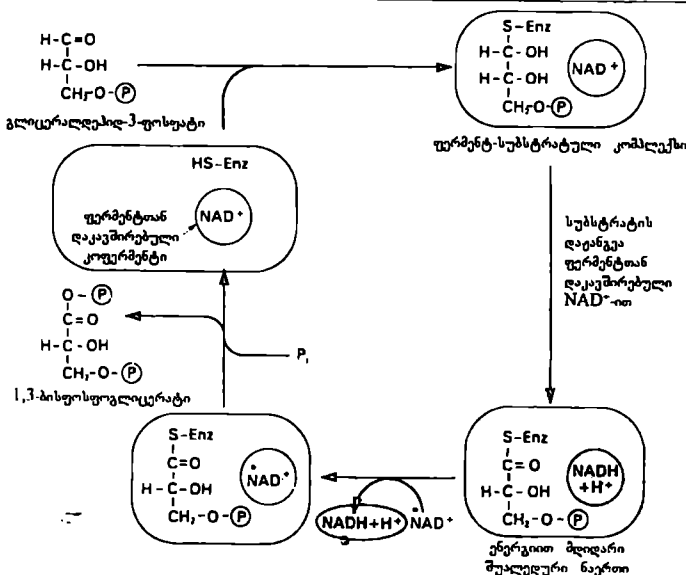 H-C=O
H-C-OH
CH₂-O-Ⓟ
გლიცერალდეჰიდ-3-ფოსფატი
S-Enz
H-C-OH
H-C-OH
CH₂-O-Ⓟ
NAD⁺
ფერმენტ-სუბსტრატული კომპლექსი
HS-Enz
NAD⁺
ფერმენტთან
დაკავშირებული
კოფერმენტი
სუბსტრატის
დაჟანგვა
ფერმენტთან
დაკავშირებული
NAD⁺-ით
O-Ⓟ
C=O
H-C-OH
CH₂-O-Ⓟ
1,3-ბისფოსფოგლიცერატი
Pᵢ
S-Enz
C=O
H-C-OH
CH₂-O-Ⓟ
NAD⁺
NADH+H⁺
NAD⁺
S-Enz
C=O
H-C-OH
CH₂-O-Ⓟ
NADH
+H⁺
ენერგიით მდიდარი
შუალედური ნაერთი